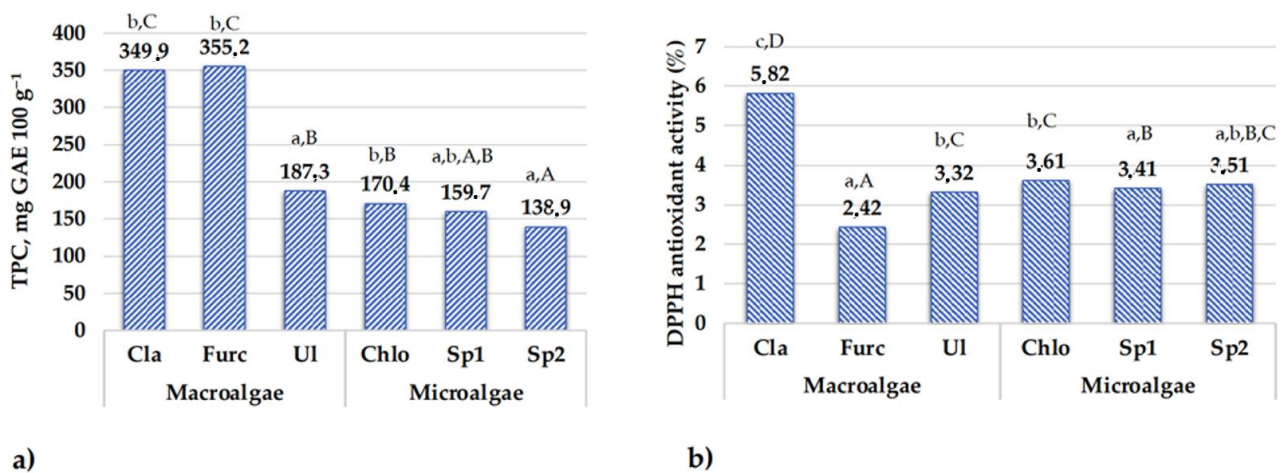 TPC, mg GAE 100 g⁻¹
400
350
300
250
200
150
100
50
0
b,C
349,9
b,C
355,2
a,B
187,3
b,B
170,4
a,b,A,B
159,7
a,A
138,9
Cla Furc Ul Chlo Sp1 Sp2
Macroalgae Microalgae
a)
DPPH antioxidant activity (%)
7
6
5
4
3
2
1
0
c,D
5,82
a,A
2,42
b,C
3,32
b,C
3,61
a,B
3,41
a,b,B,C
3,51
Cla Furc Ul Chlo Sp1 Sp2
Macroalgae Microalgae
b)